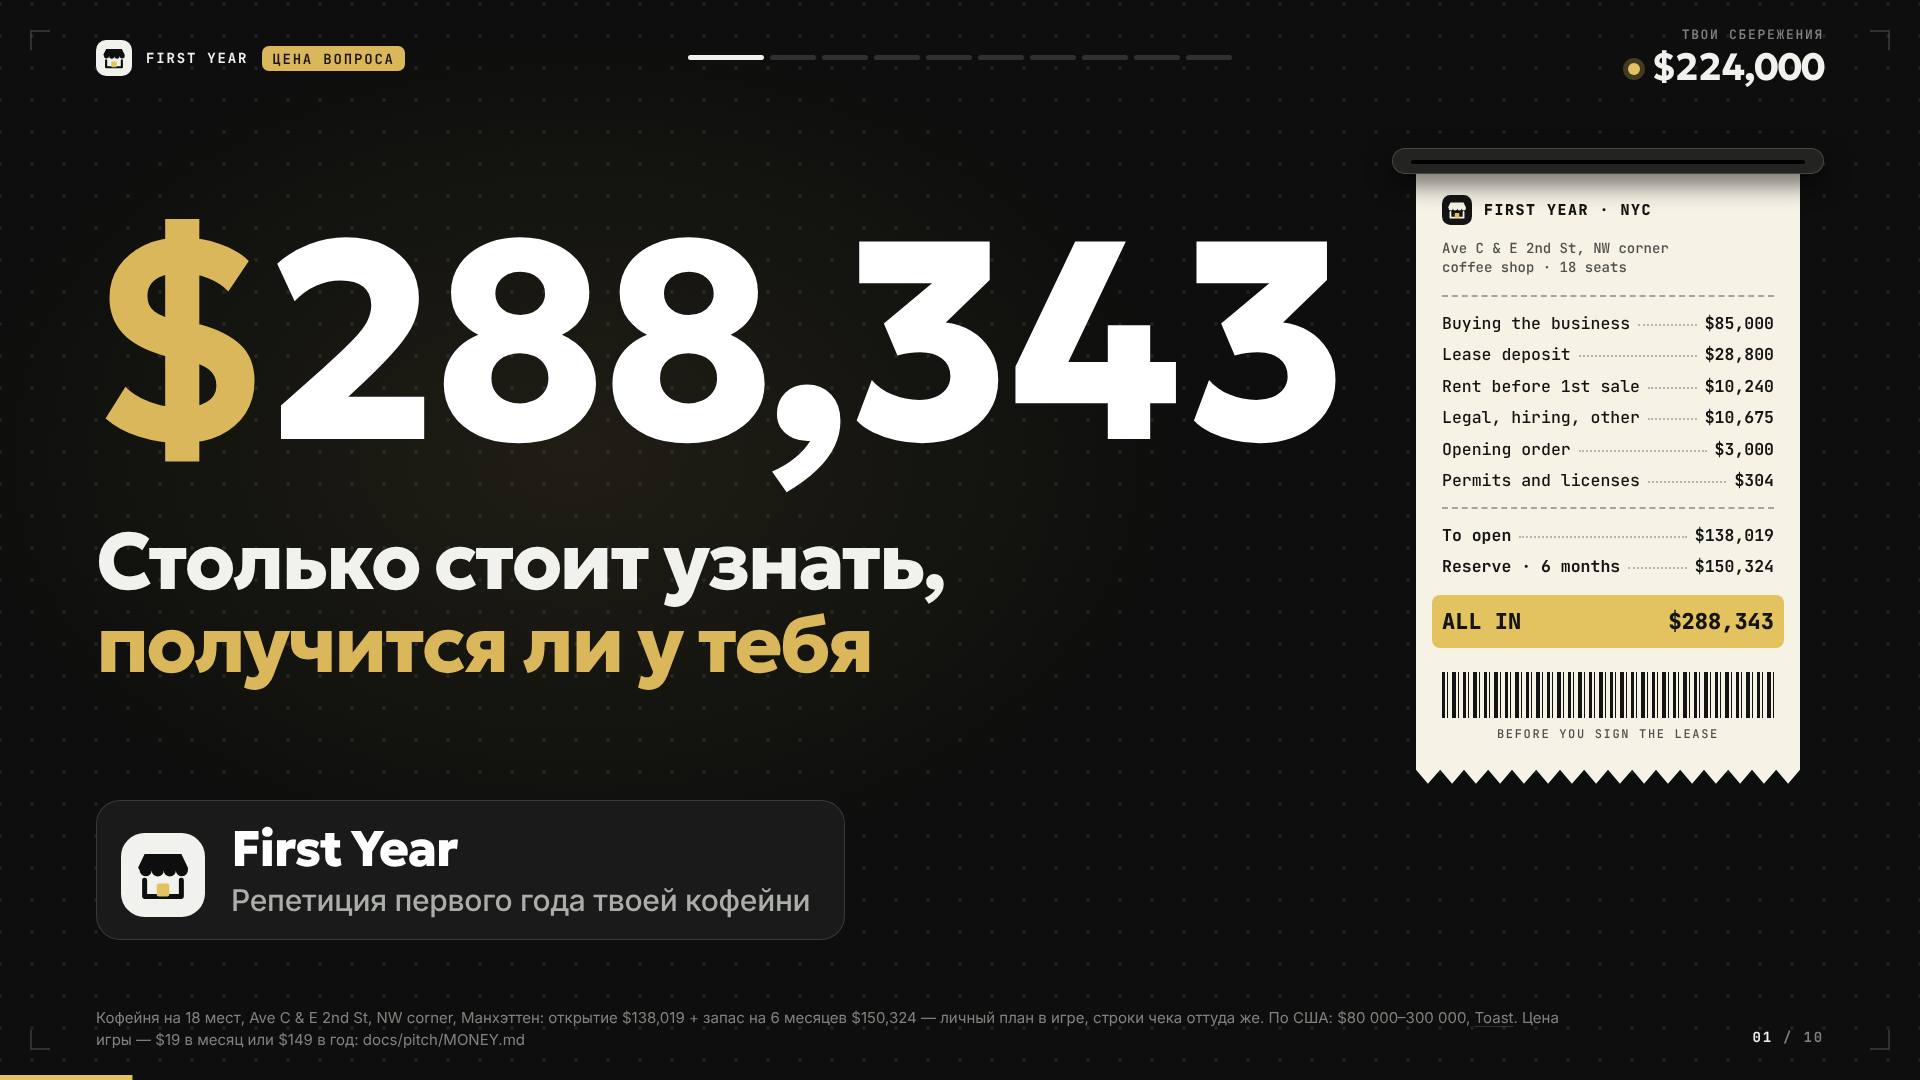 FIRST YEAR
ЦЕНА ВОПРОСА
ТВОИ СБЕРЕЖЕНИЯ
$224,000
$288,343
Столько стоит узнать,
получится ли у тебя
First Year
Репетиция первого года твоей кофейни
FIRST YEAR · NYC
Ave C & E 2nd St, NW corner
coffee shop · 18 seats
Buying the business $85,000
Lease deposit $28,800
Rent before 1st sale $10,240
Legal, hiring, other $10,675
Opening order $3,000
Permits and licenses $304
To open $138,019
Reserve · 6 months $150,324
ALL IN $288,343
BEFORE YOU SIGN THE LEASE
Кофейня на 18 мест, Ave C & E 2nd St, NW corner, Манхэттен: открытие $138,019 + запас на 6 месяцев $150,324 — личный план в игре, строки чека оттуда же. По США: $80 000–300 000, Toast. Цена
игры — $19 в месяц или $149 в год: docs/pitch/MONEY.md
01 / 10